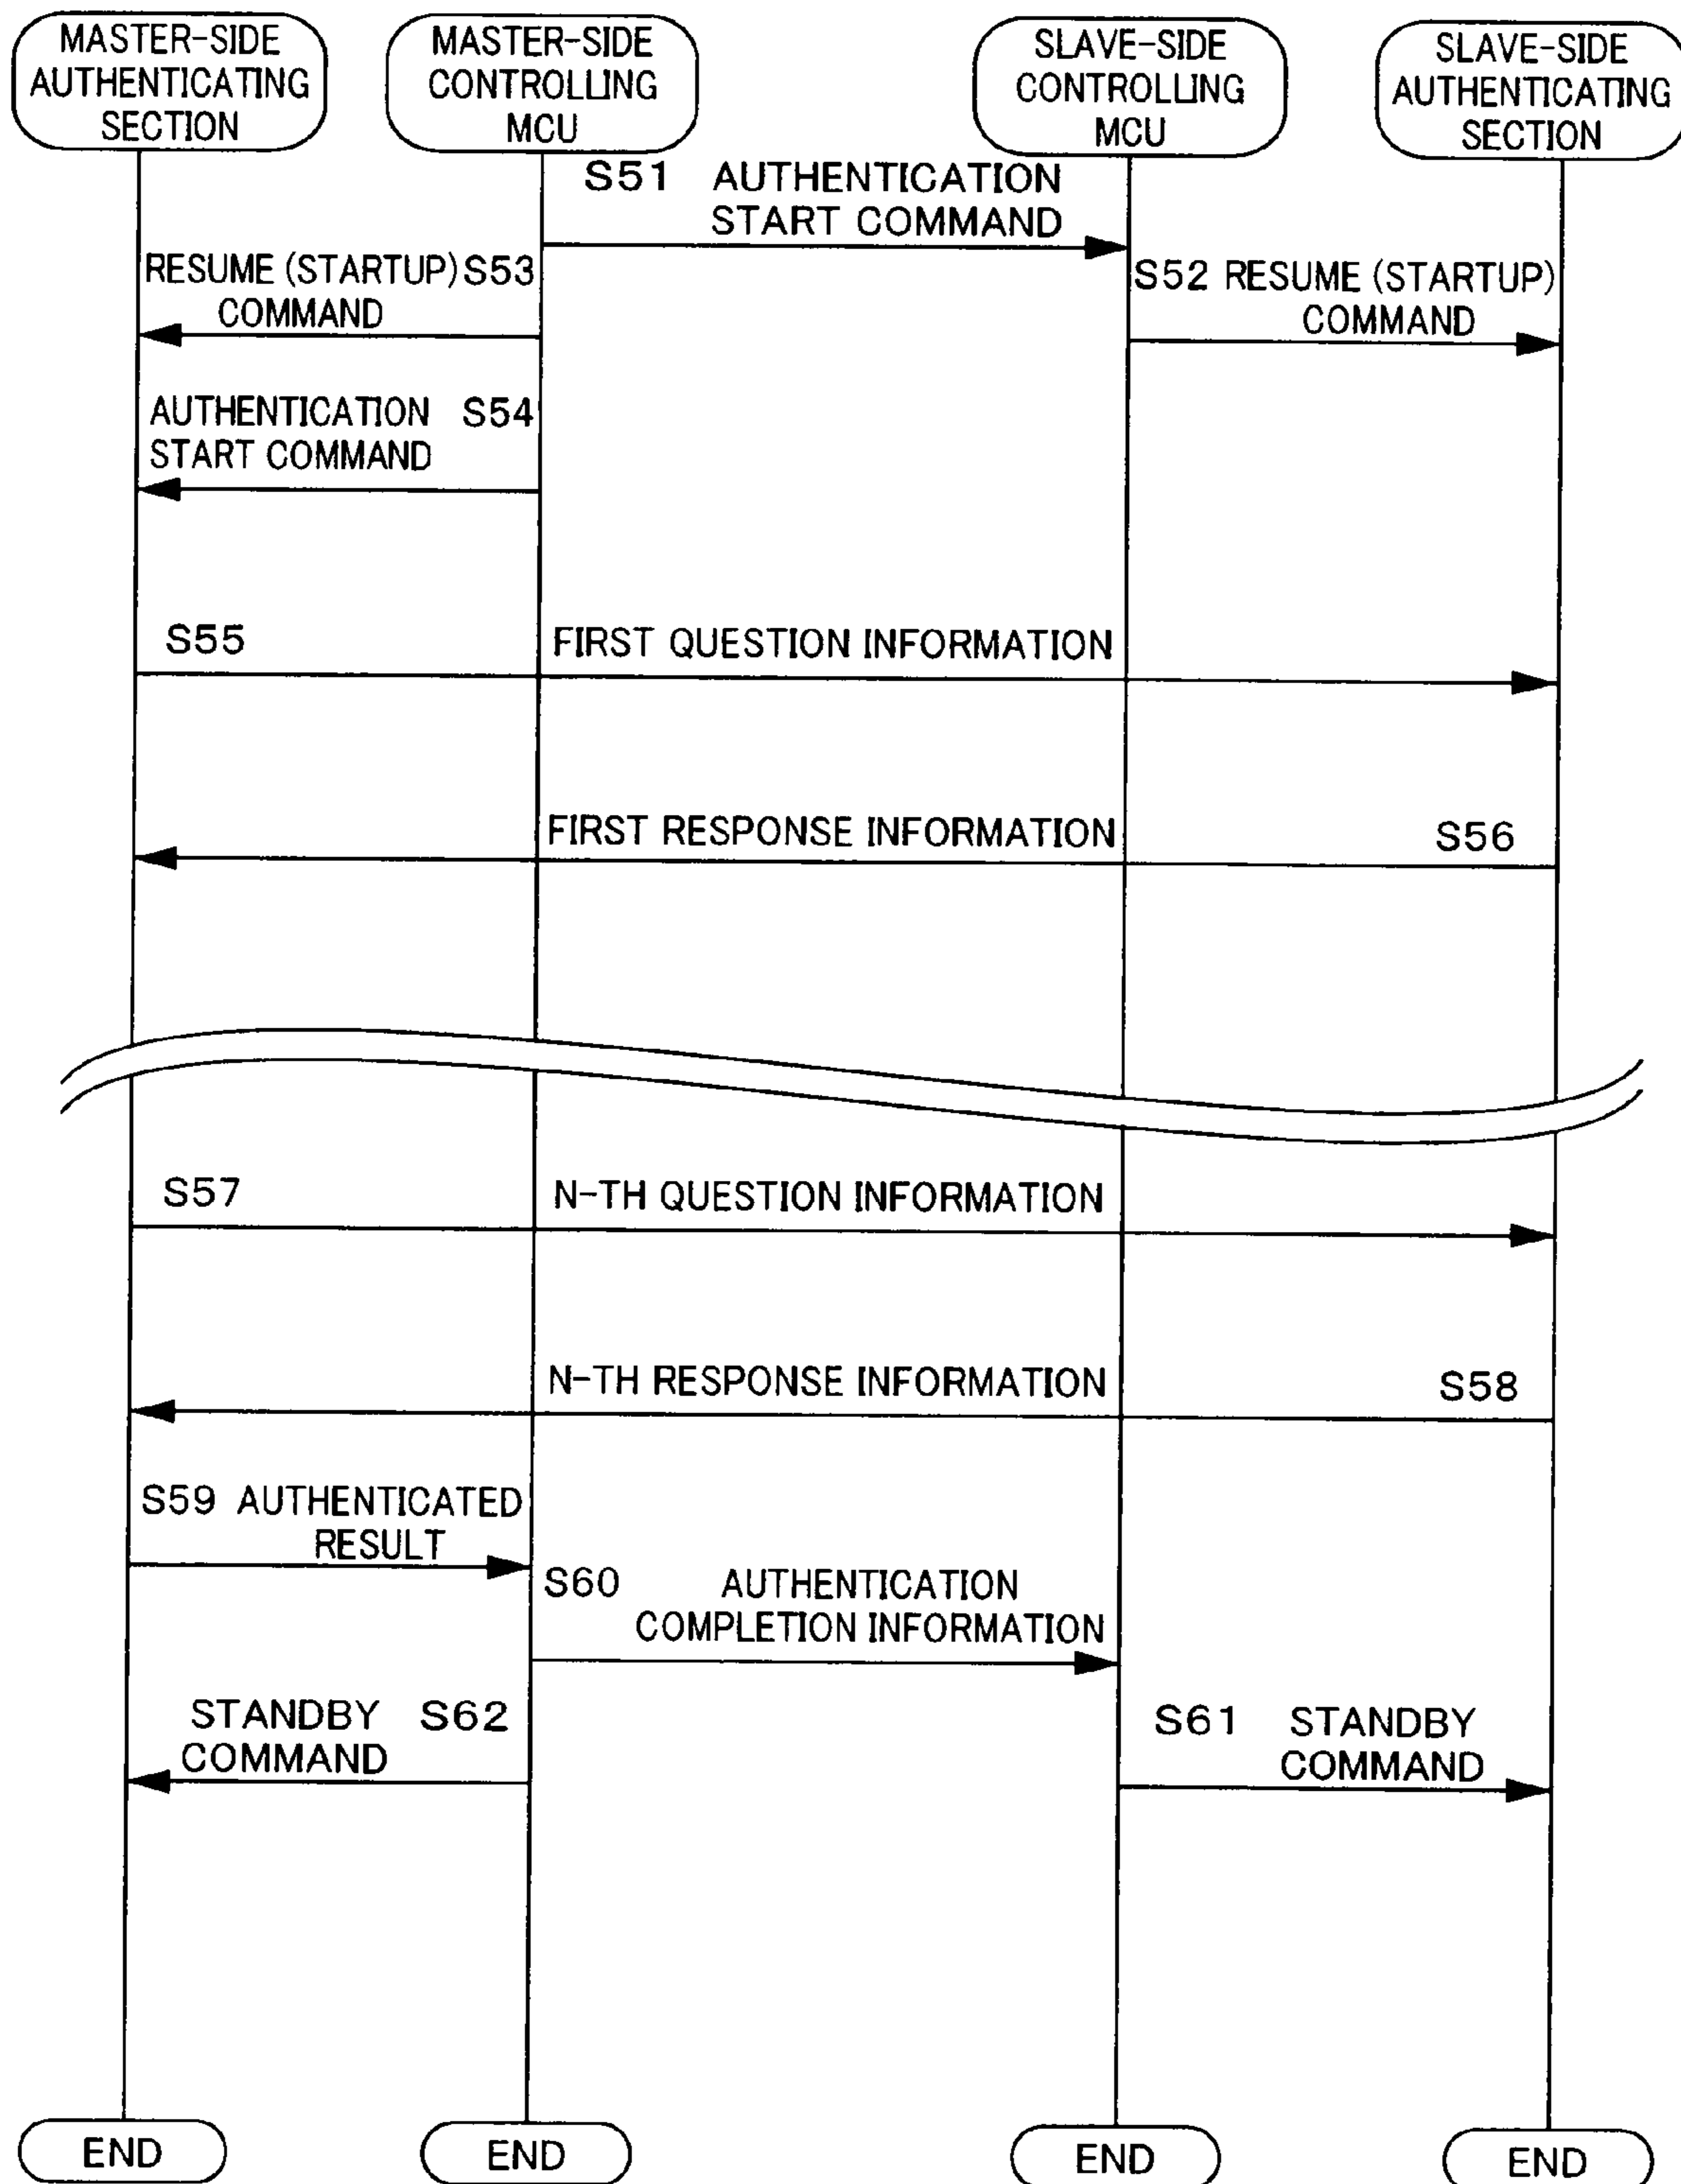 MASTER-SIDE
AUTHENTICATING
SECTION
MASTER-SIDE
CONTROLLING
MCU
SLAVE-SIDE
CONTROLLING
MCU
SLAVE-SIDE
AUTHENTICATING
SECTION
S51 AUTHENTICATION
START COMMAND
RESUME (STARTUP) S53
COMMAND
S52 RESUME (STARTUP)
COMMAND
AUTHENTICATION S54
START COMMAND
S55 FIRST QUESTION INFORMATION
FIRST RESPONSE INFORMATION S56
S57 N-TH QUESTION INFORMATION
N-TH RESPONSE INFORMATION S58
S59 AUTHENTICATED
RESULT
S60 AUTHENTICATION
COMPLETION INFORMATION
STANDBY S62
COMMAND
S61 STANDBY
COMMAND
END
END
END
END